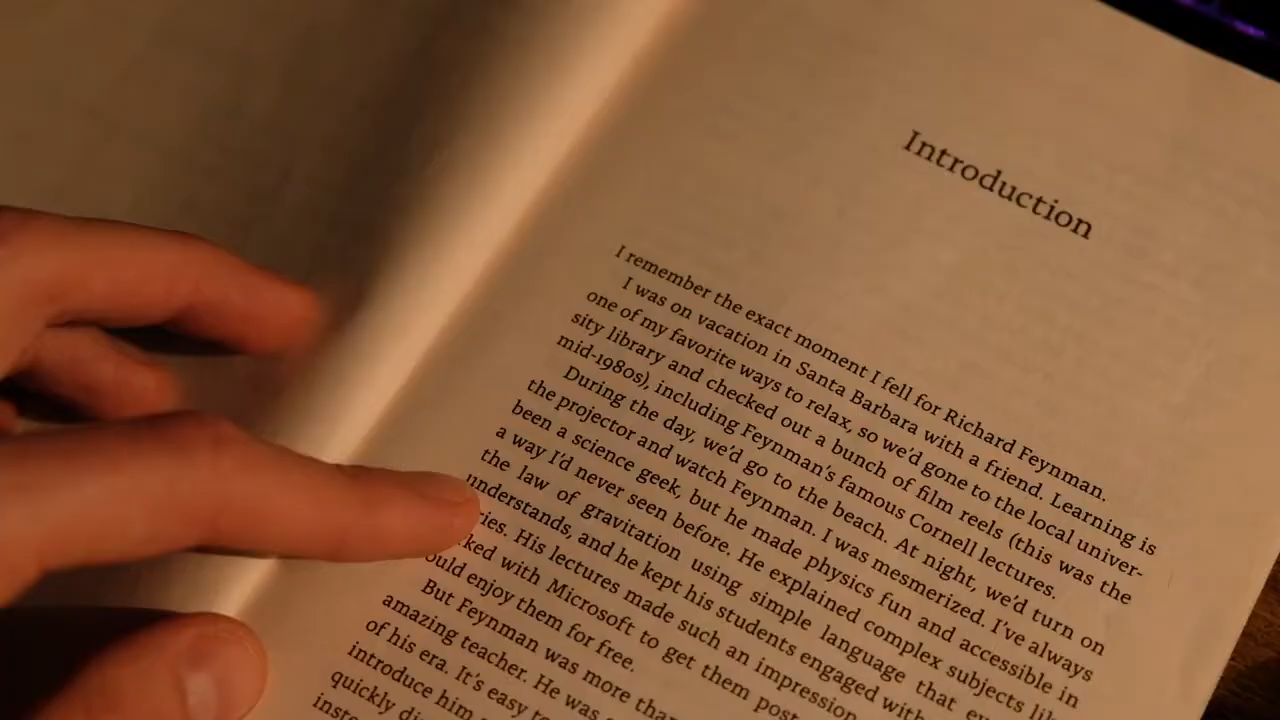 Introduction
I remember the exact moment I fell for Richard Feynman.
I was on vacation in Santa Barbara with a friend. Learning is
one of my favorite ways to relax, so we'd gone to the local univer-
sity library and checked out a bunch of film reels (this was the
mid-1980s), including Feynman's famous Cornell lectures.
During the day, we'd go to the beach. At night, we'd turn on
the projector and watch Feynman. I was mesmerized. I've always
been a science geek, but he made physics fun and accessible in
a way I'd never seen before. He explained complex subjects
the law of gravitation using simple language that
understands, and he kept his students engaged with
His lectures made such an impression
with Microsoft to get them
enjoy them for free.
But Feynman was more
amazing teacher. He was
of his era. It's easy
introduce him
quickly